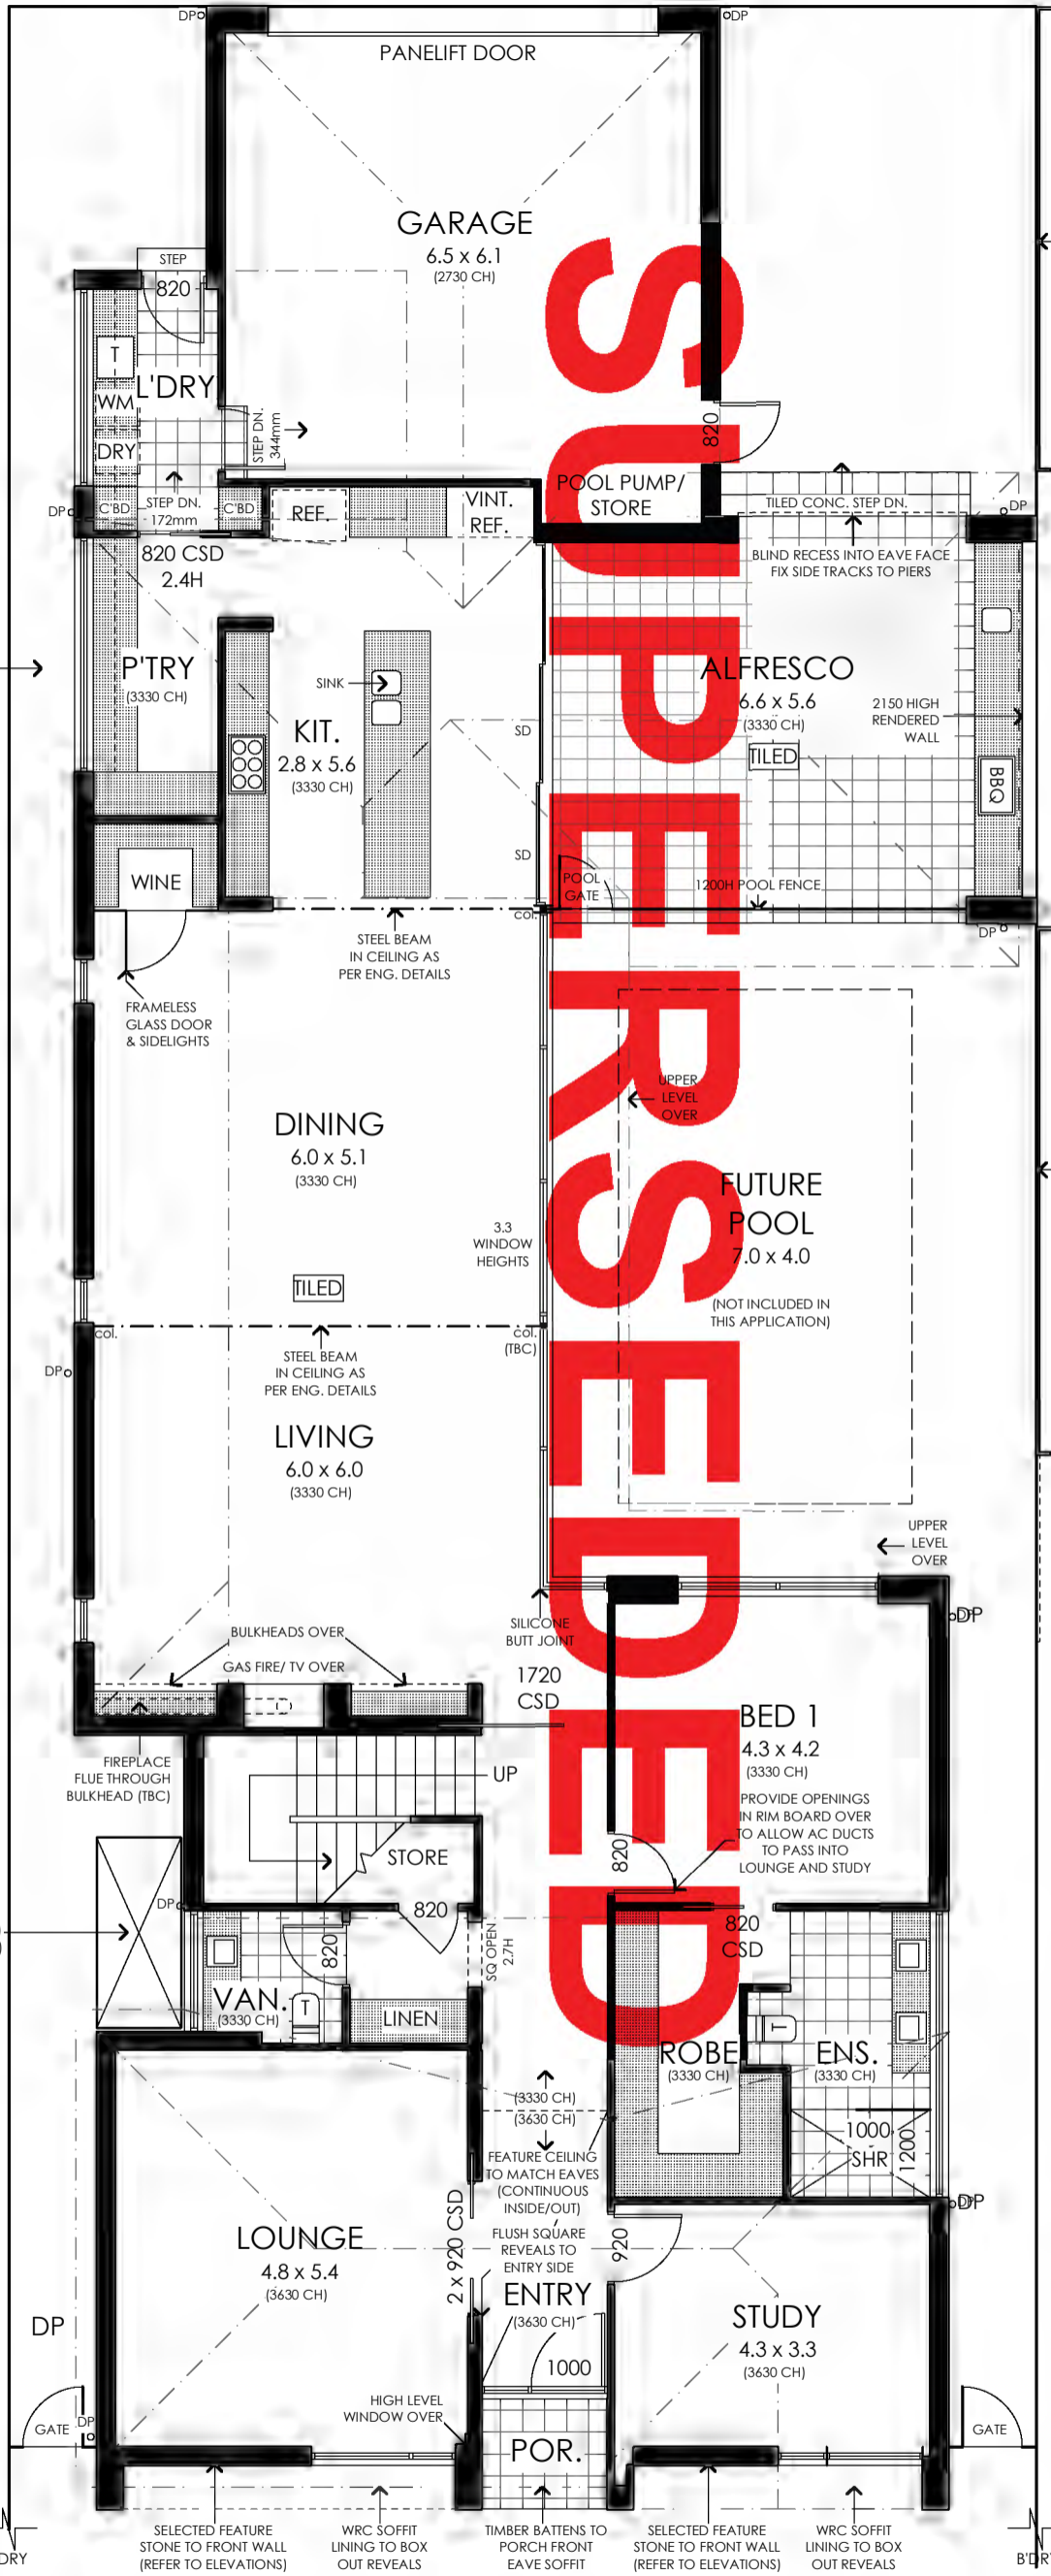 DP
DP
PANELIFT DOOR
GARAGE
6.5 x 6.1
(2730 CH)
STEP
820
T
L'DRY
WM
DRY
STEP DN.
344mm
820
C'BD
STEP DN.
172mm
C'BD
DP
REF.
VINT.
REF.
POOL PUMP/
STORE
TILED CONC. STEP DN.
DP
820 CSD
2.4H
BLIND RECESS INTO EAVE FACE
FIX SIDE TRACKS TO PIERS
P'TRY
(3330 CH)
SINK
KIT.
2.8 x 5.6
(3330 CH)
SD
SD
ALFRESCO
6.6 x 5.6
(3330 CH)
TILED
2150 HIGH
RENDERED
WALL
BBQ
WINE
POOL
GATE
1200H POOL FENCE
col.
DP
STEEL BEAM
IN CEILING AS
PER ENG. DETAILS
FRAMELESS
GLASS DOOR
& SIDELIGHTS
UPPER
LEVEL
OVER
DINING
6.0 x 5.1
(3330 CH)
FUTURE
POOL
7.0 x 4.0
(NOT INCLUDED IN
THIS APPLICATION)
3.3
WINDOW
HEIGHTS
TILED
col.
col.
(TBC)
DP
STEEL BEAM
IN CEILING AS
PER ENG. DETAILS
LIVING
6.0 x 6.0
(3330 CH)
UPPER
LEVEL
OVER
SUPERSEDED
DP
BULKHEADS OVER
GAS FIRE/ TV OVER
SILICONE
BUTT JOINT
1720
CSD
FIREPLACE
FLUE THROUGH
BULKHEAD (TBC)
UP
STORE
BED 1
4.3 x 4.2
(3330 CH)
PROVIDE OPENINGS
IN RIM BOARD OVER
TO ALLOW AC DUCTS
TO PASS INTO
LOUNGE AND STUDY
820
DP
820
820
SQ OPEN
2.7H
820
CSD
VAN.
(3330 CH)
T
LINEN
ROBE
(3330 CH)
T
ENS.
(3330 CH)
(3330 CH)
(3630 CH)
1000
SHR
1200
FEATURE CEILING
TO MATCH EAVES
(CONTINUOUS
INSIDE/OUT)
FLUSH SQUARE
REVEALS TO
ENTRY SIDE
DP
LOUNGE
4.8 x 5.4
(3630 CH)
2 x 920 CSD
920
ENTRY
(3630 CH)
1000
STUDY
4.3 x 3.3
(3630 CH)
DP
HIGH LEVEL
WINDOW OVER
GATE
DP
POR.
GATE
SELECTED FEATURE
STONE TO FRONT WALL
(REFER TO ELEVATIONS)
WRC SOFFIT
LINING TO BOX
OUT REVEALS
TIMBER BATTENS TO
PORCH FRONT
EAVE SOFFIT
SELECTED FEATURE
STONE TO FRONT WALL
(REFER TO ELEVATIONS)
WRC SOFFIT
LINING TO BOX
OUT REVEALS